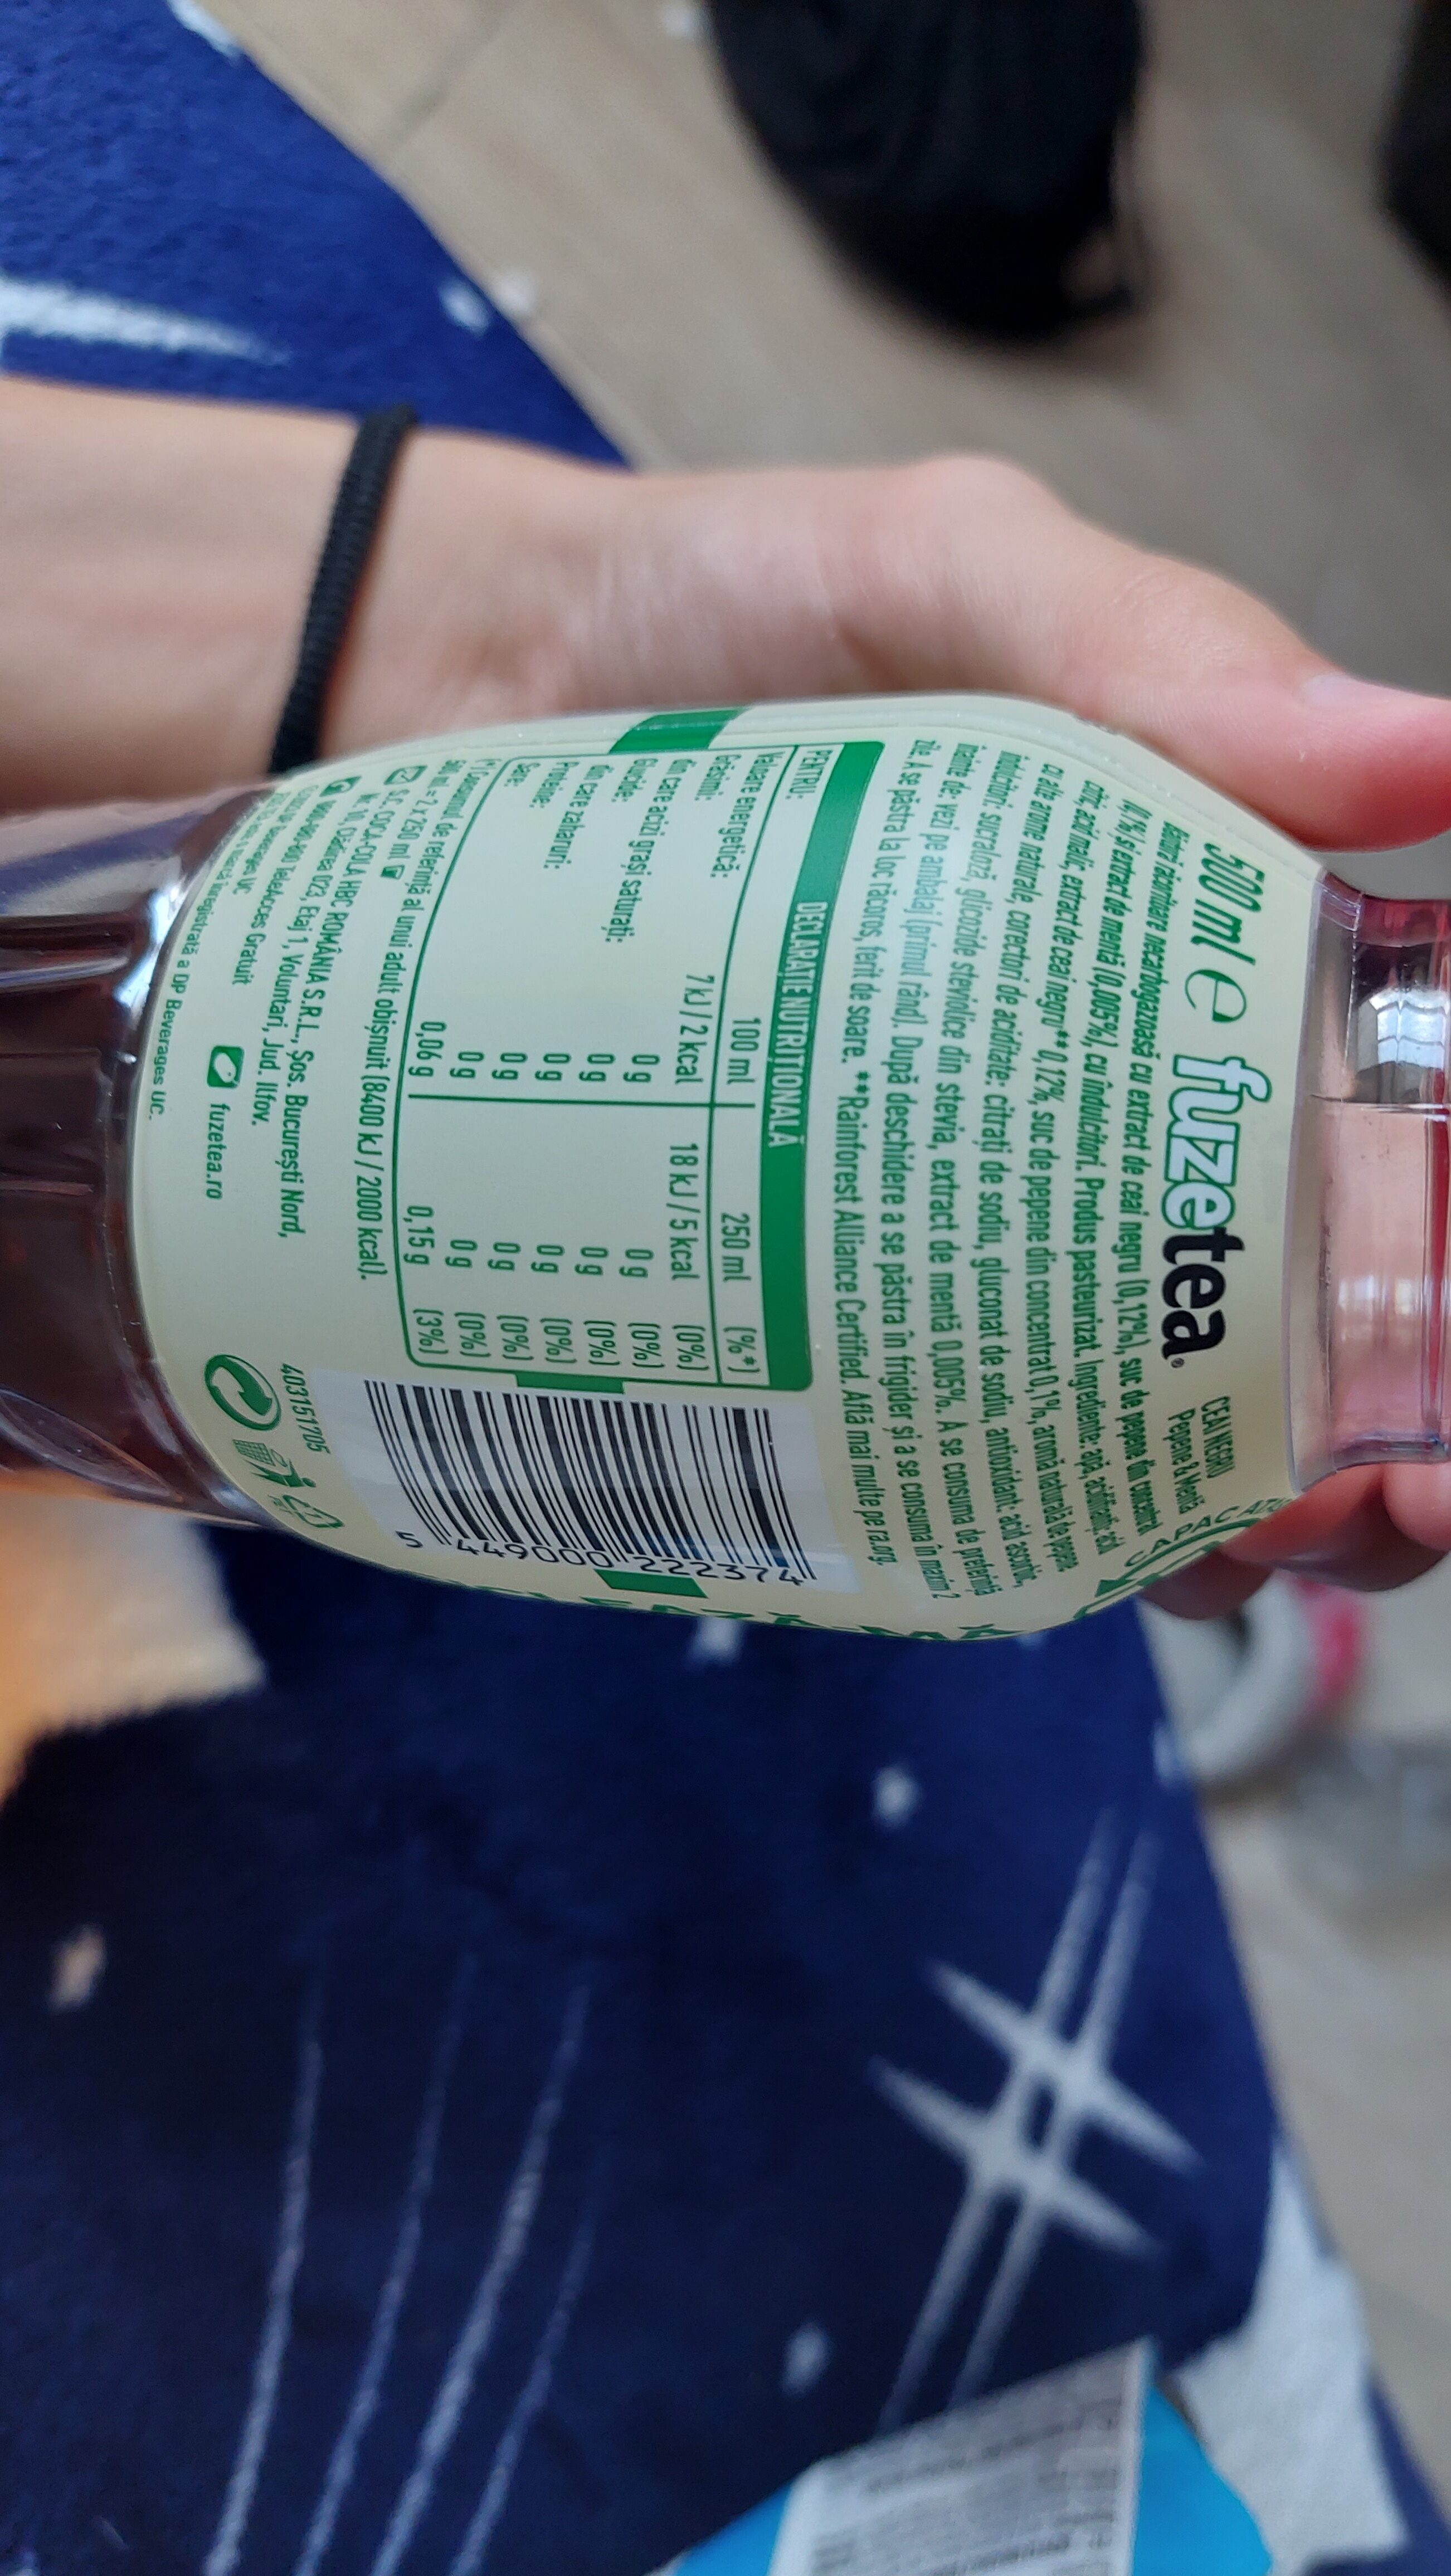 500 ml e fuzetea CEAI NEGRU
Pepene & Mentă
Băutură răcoritoare necarbogazoasă cu extract de ceai negru (0,12%), suc de pepene din concentrat
(0,1%) și extract de mentă (0,005%), cu îndulcitori. Produs pasteurizat. Ingrediente: apă, acidifianți: acid
citric, acid malic, extract de ceai negru** 0,12%, suc de pepene din concentrat 0,1%, aromă naturală de pepene
cu alte arome naturale, corectori de aciditate: citrați de sodiu, gluconat de sodiu, antioxidant: acid ascorbic,
îndulcitori: sucraloză, glicozide steviolice din stevia, extract de mentă 0,005%. A se consuma de preferință
înainte de: vezi pe ambalaj (primul rând). După deschidere a se păstra în frigider și a se consuma în maxim 2
zile. A se păstra la loc răcoros, ferit de soare. **Rainforest Alliance Certified. Află mai multe pe ra.org.
DECLARAȚIE NUTRIȚIONALĂ
PENTRU: 100 ml 250 ml (%*)
Valoare energetică: 7 kJ / 2 kcal 18 kJ / 5 kcal (0%)
Grăsimi: 0 g 0 g (0%)
din care acizi grași saturați: 0 g 0 g (0%)
Glucide: 0 g 0 g (0%)
din care zaharuri: 0 g 0 g (0%)
Proteine: 0 g 0 g (0%)
Sare: 0,06 g 0,15 g (3%)
(*) Consumul de referință al unui adult obișnuit (8400 kJ / 2000 kcal).
500 ml = 2 x 250 ml
S.C. COCA-COLA HBC ROMÂNIA S.R.L., Șos. București Nord,
Nr. 10, Clădirea O23, Etaj 1, Voluntari, Jud. Ilfov.
Telacces Gratuit fuzetea.ro
marcă înregistrată a DP Beverages UC.
5 449000 222374
403151705
CAPAC